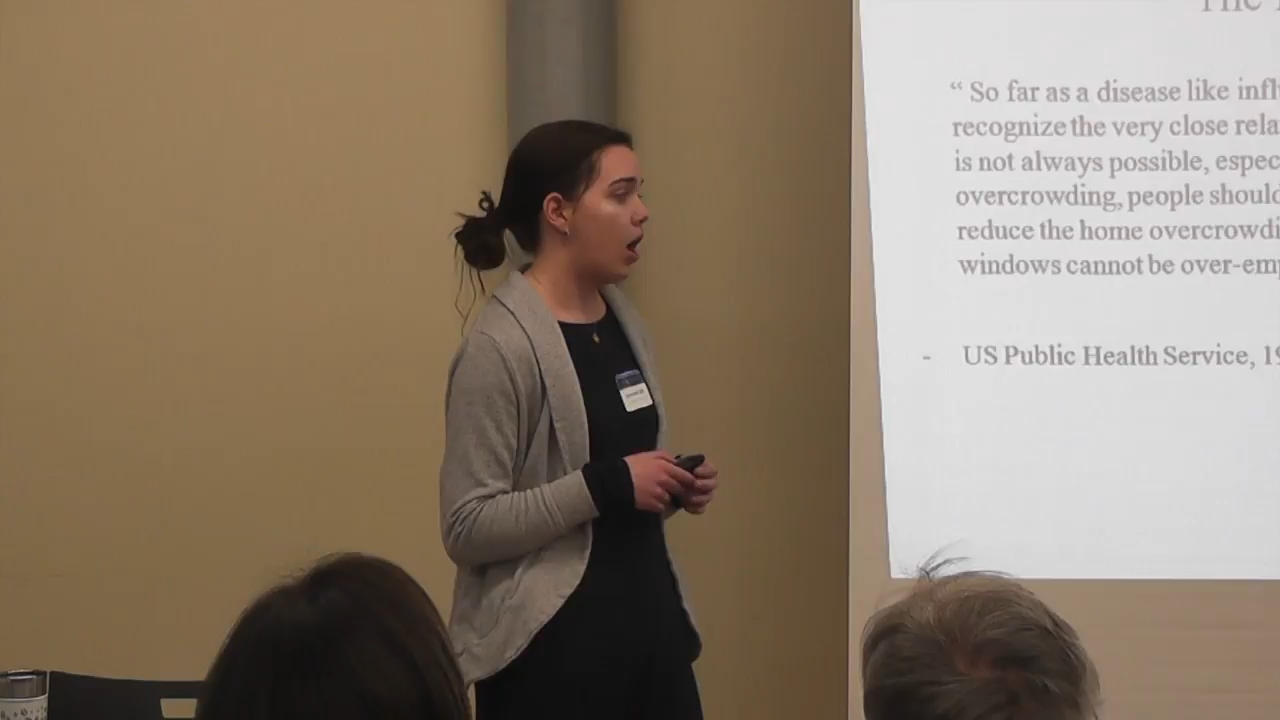 “ So far as a disease like infl
recognize the very close rela
is not always possible, espec
overcrowding, people should
reduce the home overcrowdi
windows cannot be over-emp
- US Public Health Service, 19